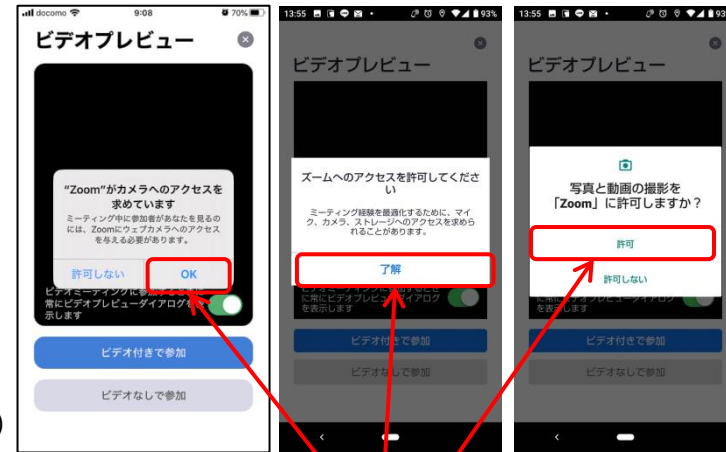 docomo 9:08 70%
ビデオプレビュー
"Zoom"がカメラへのアクセスを
求めています
ミーティング中に参加者があなたを見るの
には、Zoomにウェブカメラへのアクセス
を与える必要があります。
許可しない OK
常にビデオプレビューダイアログを
示します
ビデオ付きで参加
ビデオなしで参加
)
13:55 93%
ビデオプレビュー
ズームへのアクセスを許可してくださ
い
ミーティング経験を最適化するために、マイ
ク、カメラ、ストレージへのアクセスを求めら
れることがあります。
了解
に常にビデオプレビューダイアログ
を表示します
ビデオ付きで参加
ビデオなしで参加
13:55 93
ビデオプレビュー
写真と動画の撮影を
「Zoom」に許可しますか？
許可
許可しない
を表示します
ビデオ付きで参加
ビデオなしで参加